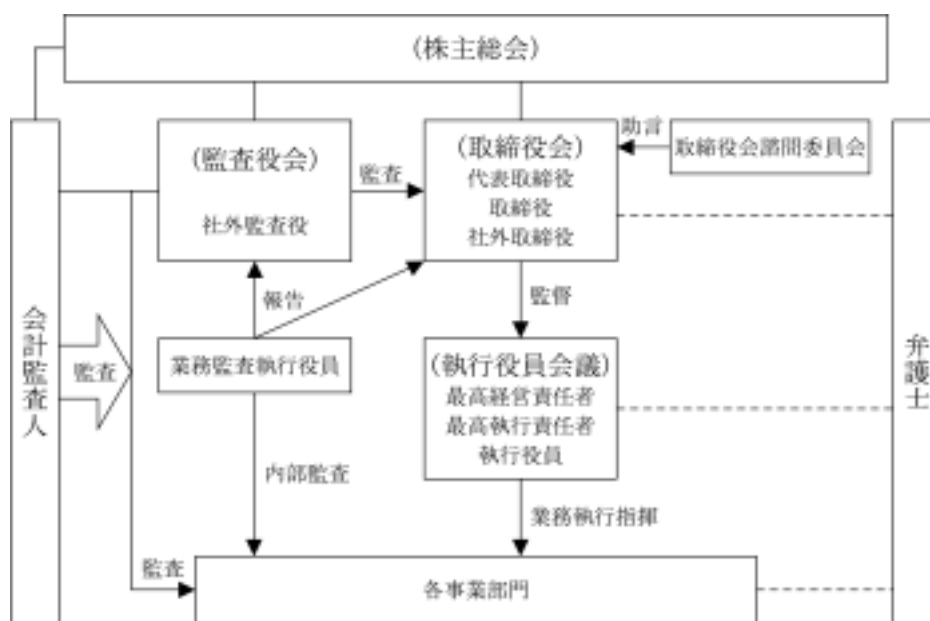 (株主総会)
(監査役会)
社外監査役
監査
(取締役会)
代表取締役
取締役
社外取締役
助言
取締役会諮問委員会
報告
監督
会計監査人
監査
業務監査執行役員
(執行役員会議)
最高経営責任者
最高執行責任者
執行役員
弁護士
内部監査
業務執行指揮
監査
各事業部門